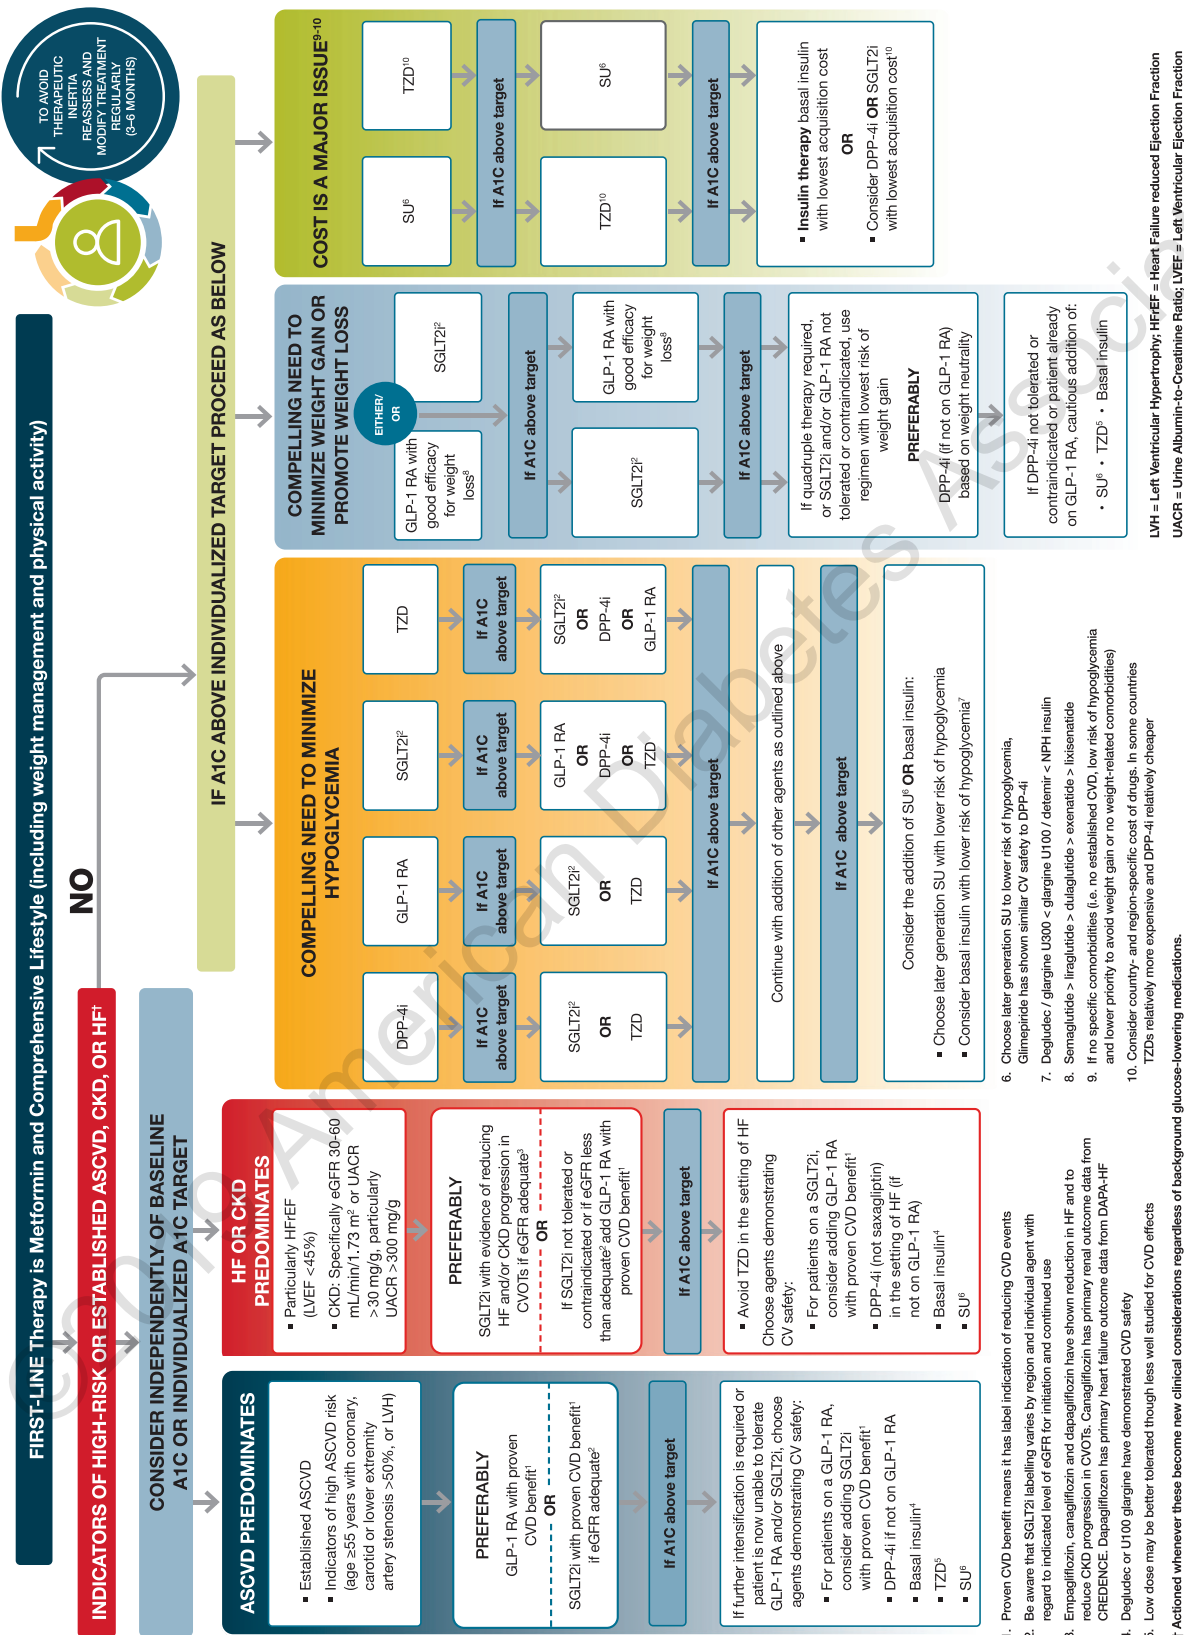 FIRST-LINE Therapy is Metformin and Comprehensive Lifestyle (including weight management and physical activity)
TO AVOID
THERAPEUTIC
INERTIA
REASSESS AND
MODIFY TREATMENT
REGULARLY
(3–6 MONTHS)
INDICATORS OF HIGH-RISK OR ESTABLISHED ASCVD, CKD, OR HF†
NO
CONSIDER INDEPENDENTLY OF BASELINE
A1C OR INDIVIDUALIZED A1C TARGET
IF A1C ABOVE INDIVIDUALIZED TARGET PROCEED AS BELOW
ASCVD PREDOMINATES
▪ Established ASCVD
▪ Indicators of high ASCVD risk
(age ≥55 years with coronary,
carotid or lower extremity
artery stenosis >50%, or LVH)
PREFERABLY
GLP-1 RA with proven
CVD benefit¹
OR
SGLT2i with proven CVD benefit¹
if eGFR adequate²
If A1C above target
If further intensification is required or
patient is now unable to tolerate
GLP-1 RA and/or SGLT2i, choose
agents demonstrating CV safety:
▪ For patients on a GLP-1 RA,
consider adding SGLT2i
with proven CVD benefit¹
▪ DPP-4i if not on GLP-1 RA
▪ Basal insulin⁴
▪ TZD⁵
▪ SU⁶
HF OR CKD
PREDOMINATES
▪ Particularly HFrEF
(LVEF <45%)
▪ CKD: Specifically eGFR 30-60
mL/min/1.73 m² or UACR
>30 mg/g, particularly
UACR >300 mg/g
PREFERABLY
SGLT2i with evidence of reducing
HF and/or CKD progression in
CVOTs if eGFR adequate³
OR
If SGLT2i not tolerated or
contraindicated or if eGFR less
than adequate² add GLP-1 RA with
proven CVD benefit¹
If A1C above target
▪ Avoid TZD in the setting of HF
Choose agents demonstrating
CV safety:
▪ For patients on a SGLT2i,
consider adding GLP-1 RA
with proven CVD benefit¹
▪ DPP-4i (not saxagliptin)
in the setting of HF (if
not on GLP-1 RA)
▪ Basal insulin⁴
▪ SU⁶
COMPELLING NEED TO MINIMIZE
HYPOGLYCEMIA
DPP-4i
If A1C
above target
SGLT2i²
OR
TZD
GLP-1 RA
If A1C
above target
SGLT2i²
OR
TZD
SGLT2i²
If A1C
above target
GLP-1 RA
OR
DPP-4i
OR
TZD
TZD
If A1C
above target
SGLT2i²
OR
DPP-4i
OR
GLP-1 RA
If A1C above target
Continue with addition of other agents as outlined above
If A1C above target
Consider the addition of SU⁶ OR basal insulin:
▪ Choose later generation SU with lower risk of hypoglycemia
▪ Consider basal insulin with lower risk of hypoglycemia⁷
COMPELLING NEED TO
MINIMIZE WEIGHT GAIN OR
PROMOTE WEIGHT LOSS
GLP-1 RA with
good efficacy
for weight
loss⁸
EITHER/
OR
SGLT2i²
If A1C above target
SGLT2i²
GLP-1 RA with
good efficacy
for weight
loss⁸
If A1C above target
If quadruple therapy required,
or SGLT2i and/or GLP-1 RA not
tolerated or contraindicated, use
regimen with lowest risk of
weight gain
PREFERABLY
DPP-4i (if not on GLP-1 RA)
based on weight neutrality
If DPP-4i not tolerated or
contraindicated or patient already
on GLP-1 RA, cautious addition of:
• SU⁶ • TZD⁵ • Basal insulin
COST IS A MAJOR ISSUE⁹⁻¹⁰
SU⁶
TZD¹⁰
If A1C above target
TZD¹⁰
SU⁶
If A1C above target
▪ Insulin therapy basal insulin
with lowest acquisition cost
OR
▪ Consider DPP-4i OR SGLT2i
with lowest acquisition cost¹⁰
1. Proven CVD benefit means it has label indication of reducing CVD events
2. Be aware that SGLT2i labelling varies by region and individual agent with
regard to indicated level of eGFR for initiation and continued use
3. Empagliflozin, canagliflozin and dapagliflozin have shown reduction in HF and to
reduce CKD progression in CVOTs. Canagliflozin has primary renal outcome data from
CREDENCE. Dapagliflozen has primary heart failure outcome data from DAPA-HF
4. Degludec or U100 glargine have demonstrated CVD safety
5. Low dose may be better tolerated though less well studied for CVD effects
6. Choose later generation SU to lower risk of hypoglycemia,
Glimepiride has shown similar CV safety to DPP-4i
7. Degludec / glargine U300 < glargine U100 / detemir < NPH insulin
8. Semaglutide > liraglutide > dulaglutide > exenatide > lixisenatide
9. If no specific comorbidities (i.e. no established CVD, low risk of hypoglycemia
and lower priority to avoid weight gain or no weight-related comorbidities)
10. Consider country- and region-specific cost of drugs. In some countries
TZDs relatively more expensive and DPP-4i relatively cheaper
† Actioned whenever these become new clinical considerations regardless of background glucose-lowering medications.
LVH = Left Ventricular Hypertrophy; HFrEF = Heart Failure reduced Ejection Fraction
UACR = Urine Albumin-to-Creatinine Ratio; LVEF = Left Ventricular Ejection Fraction
American Diabetes Associa